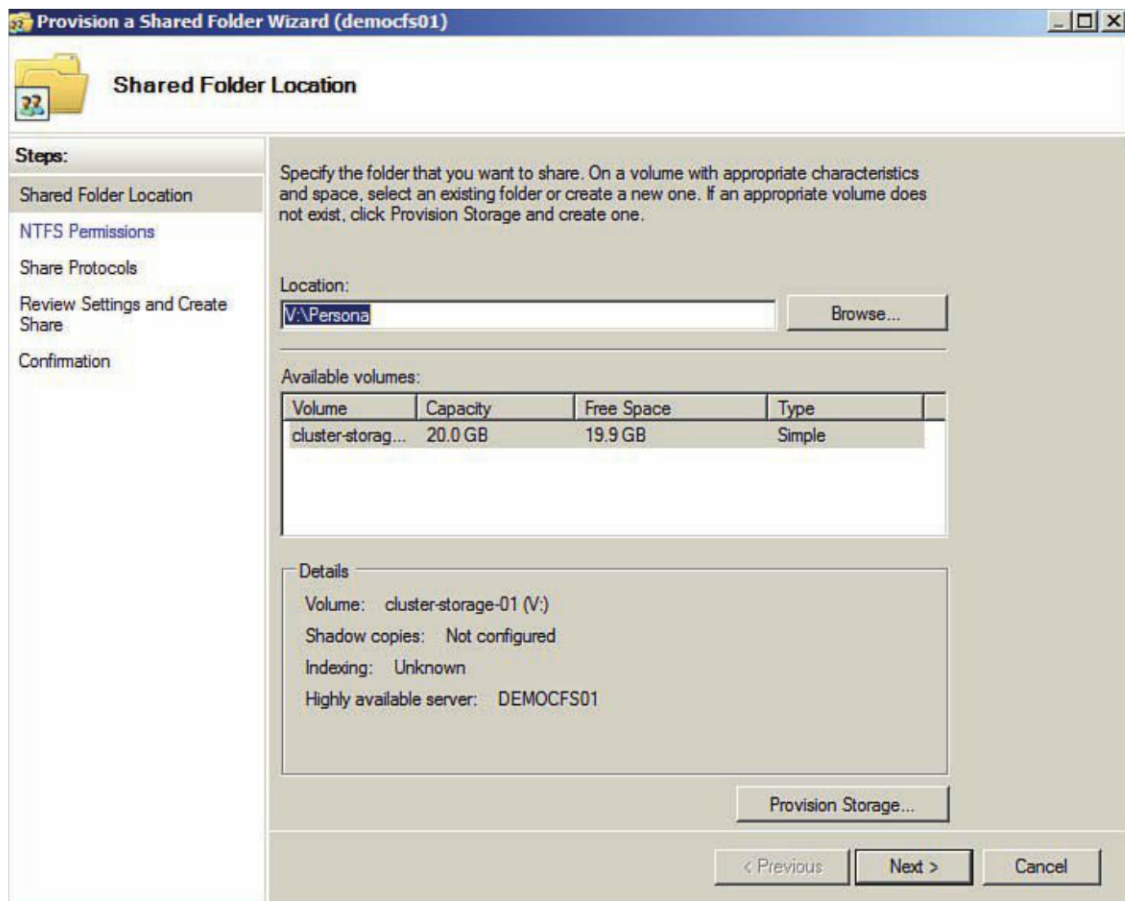 Provision a Shared Folder Wizard (democfs01)
Shared Folder Location
Steps:
Shared Folder Location
NTFS Permissions
Share Protocols
Review Settings and Create
Share
Confirmation
Specify the folder that you want to share. On a volume with appropriate characteristics
and space, select an existing folder or create a new one. If an appropriate volume does
not exist, click Provision Storage and create one.
Location:
V:\Persona
Browse...
Available volumes:
Volume Capacity Free Space Type
cluster-storag... 20.0 GB 19.9 GB Simple
Details
Volume: cluster-storage-01 (V:)
Shadow copies: Not configured
Indexing: Unknown
Highly available server: DEMOCFS01
Provision Storage...
< Previous Next > Cancel